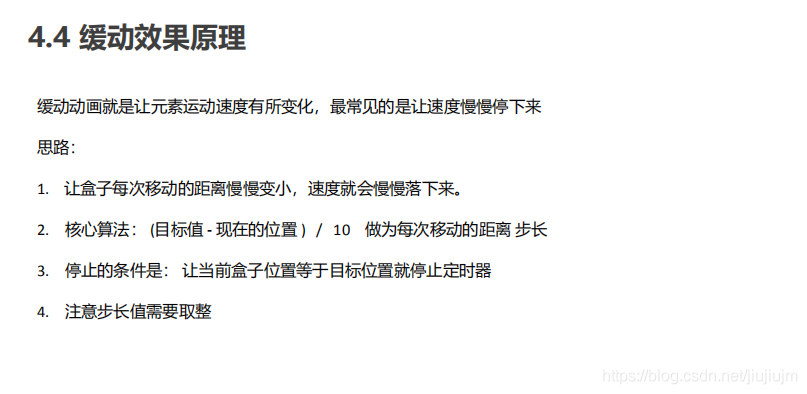 4.4 缓动效果原理
缓动动画就是让元素运动速度有所变化，最常见的是让速度慢慢停下来
思路：
1. 让盒子每次移动的距离慢慢变小，速度就会慢慢落下来。
2. 核心算法： (目标值 - 现在的位置 ) / 10 做为每次移动的距离 步长
3. 停止的条件是： 让当前盒子位置等于目标位置就停止定时器
4. 注意步长值需要取整
https://blog.csdn.net/jiujiujm